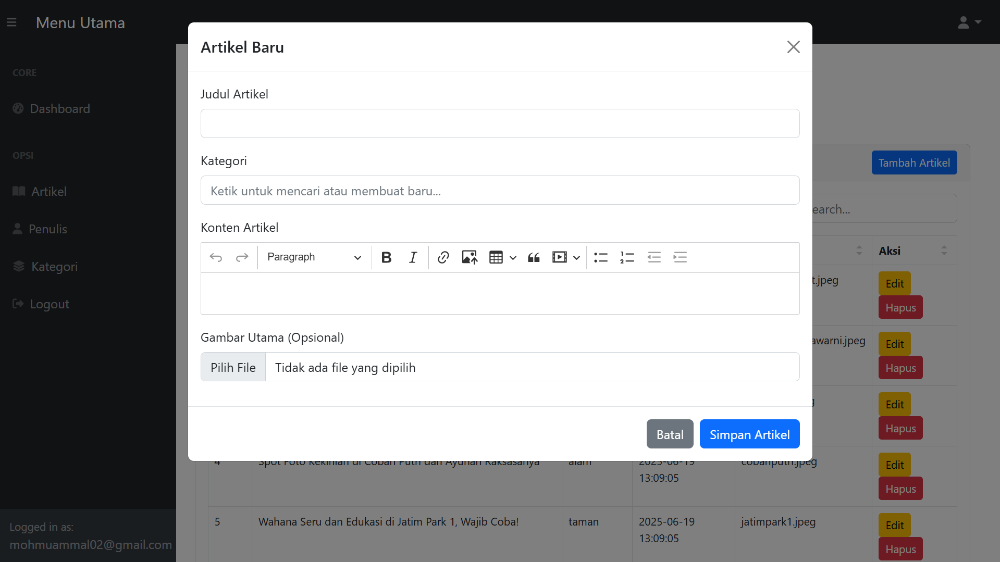 Menu Utama
CORE
Dashboard
OPSI
Artikel
Penulis
Kategori
Logout
Logged in as:
mohmuammal02@gmail.com
Artikel Baru
Judul Artikel
Kategori
Ketik untuk mencari atau membuat baru...
Konten Artikel
Paragraph
Gambar Utama (Opsional)
Pilih File Tidak ada file yang dipilih
Batal Simpan Artikel
Tambah Artikel
earch...
Aksi
t.jpeg Edit
Hapus
awarni.jpeg Edit
Hapus
Edit
Hapus
4 Spot Foto Kekinian di Coban Putri dan Ayunan Raksasanya alam 2025-06-19 cobanputri.jpeg Edit
13:09:05
Hapus
5 Wahana Seru dan Edukasi di Jatim Park 1, Wajib Coba! taman 2025-06-19 jatimpark1.jpeg Edit
13:09:05
Hapus